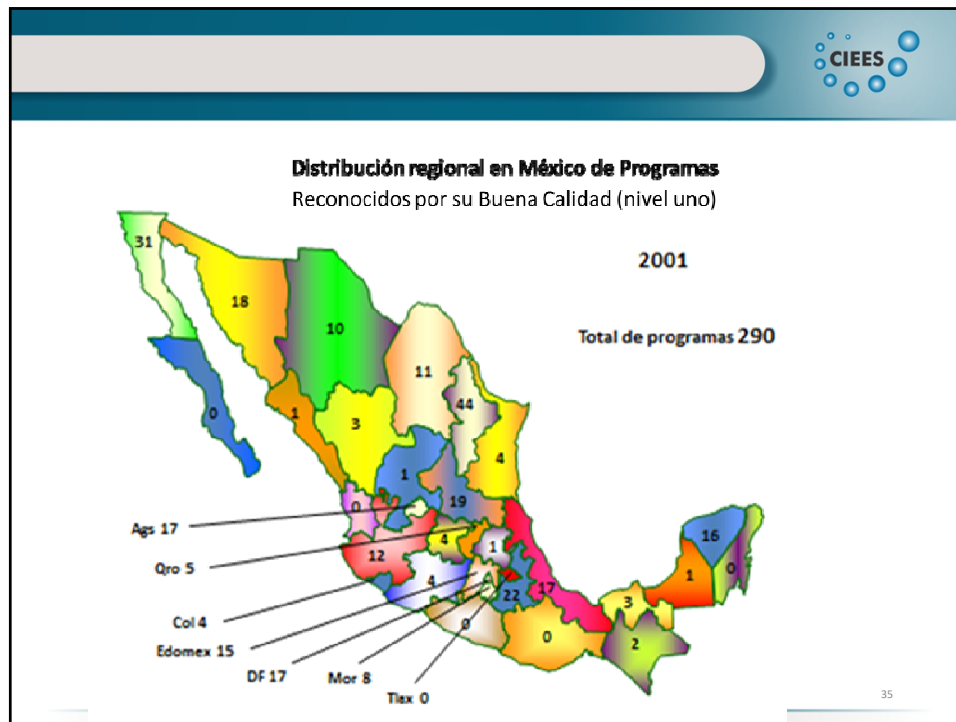 CIEES
Distribución regional en México de Programas
Reconocidos por su Buena Calidad (nivel uno)
2001
Total de programas 290
31
18
10
11
44
0
1
3
4
1
19
0
Ags 17
4
1
12
Qro 5
4
22
17
16
0
1
3
2
0
0
Col 4
Edomex 15
DF 17
Mor 8
Tlax 0
35